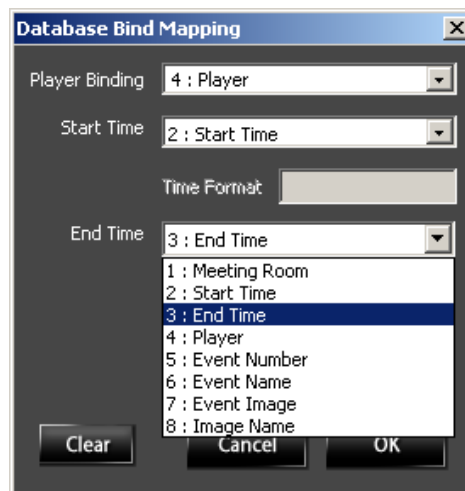 Database Bind Mapping
Player Binding 4 : Player
Start Time 2 : Start Time
Time Format
End Time 3 : End Time
1 : Meeting Room
2 : Start Time
3 : End Time
4 : Player
5 : Event Number
6 : Event Name
7 : Event Image
8 : Image Name
Clear Cancel OK